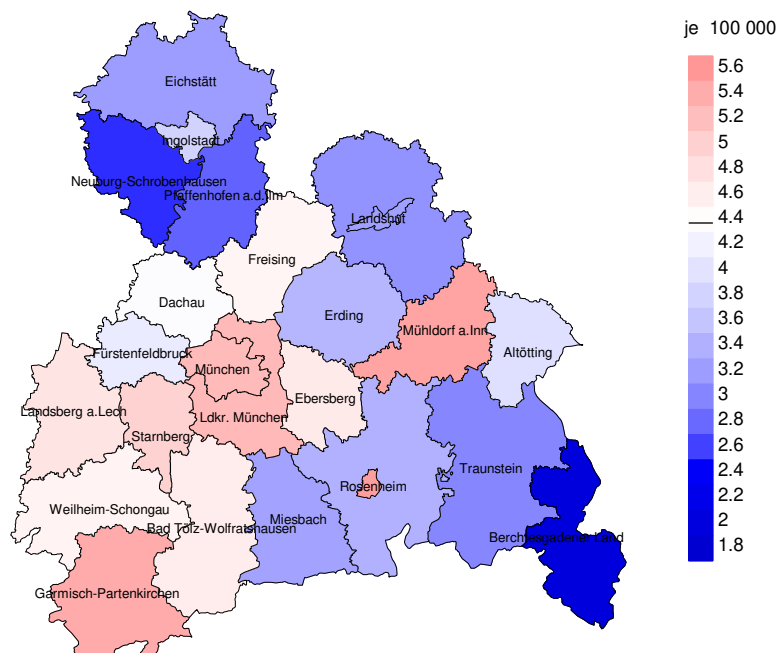 je 100 000
5.6
5.4
5.2
5
4.8
4.6
4.4
4.2
4
3.8
3.6
3.4
3.2
3
2.8
2.6
2.4
2.2
2
1.8
Eichstätt
Ingolstadt
Neuburg-Schrobenhausen
Pfaffenhofen a.d.Ilm
Landshut
Freising
Dachau
Erding
Mühldorf a.Inn
Fürstenfeldbruck
Altötting
München
Ebersberg
Landsberg a.Lech
Ldkr. München
Starnberg
Traunstein
Rosenheim
Weilheim-Schongau
Miesbach
Bad Tölz-Wolfratshausen
Berchtesgadener Land
Garmisch-Partenkirchen